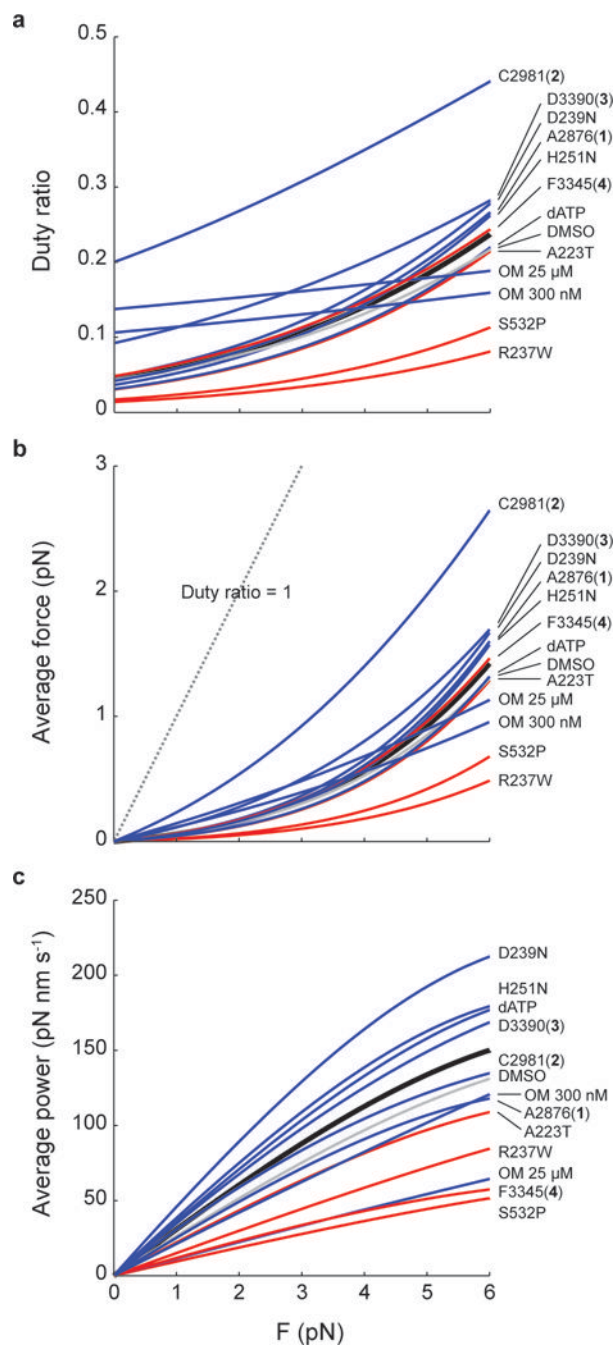 a
0.5
0.4
0.3
0.2
0.1
0
Duty ratio
C2981(2)
D3390(3)
D239N
A2876(1)
H251N
F3345(4)
dATP
DMSO
A223T
OM 25 µM
OM 300 nM
S532P
R237W
b
3
2
1
0
Average force (pN)
Duty ratio = 1
C2981(2)
D3390(3)
D239N
A2876(1)
H251N
F3345(4)
dATP
DMSO
A223T
OM 25 µM
OM 300 nM
S532P
R237W
c
250
200
150
100
50
0
Average power (pN nm s⁻¹)
D239N
H251N
dATP
D3390(3)
C2981(2)
DMSO
OM 300 nM
A2876(1)
A223T
R237W
OM 25 µM
F3345(4)
S532P
0 1 2 3 4 5 6
F (pN)